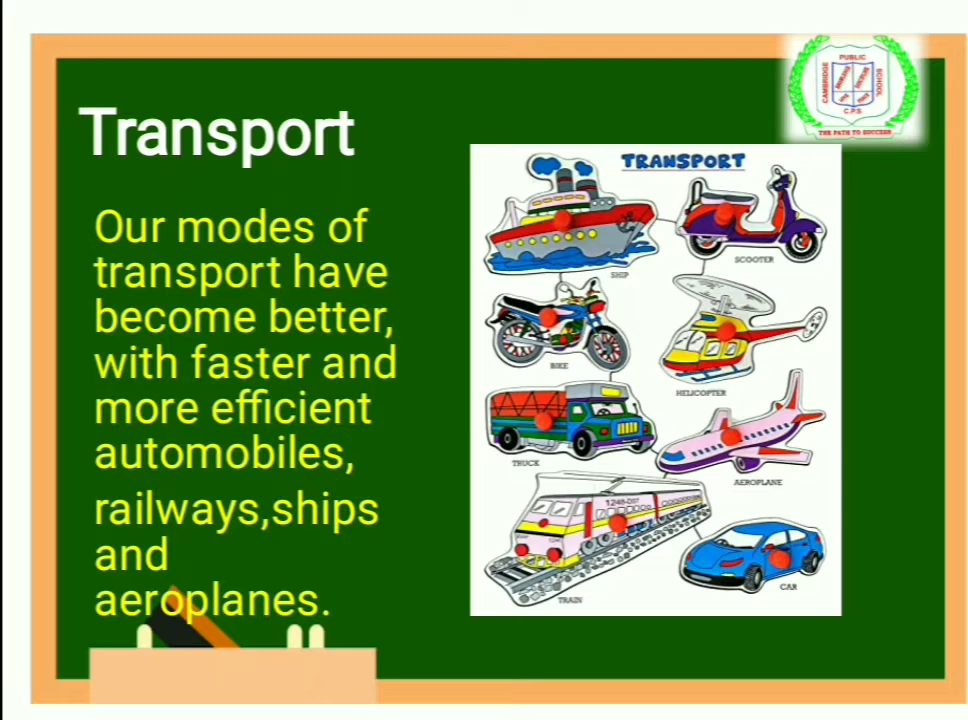 Transport
Our modes of
transport have
become better,
with faster and
more efficient
automobiles,
railways,ships
and
aeroplanes.
PUBLIC
CAMBRIDGE
SCHOOL
C.P.S
THE PATH TO SUCCESS
TRANSPORT
SHIP
SCOOTER
BIKE
HELICOPTER
TRUCK
AEROPLANE
TRAIN
CAR